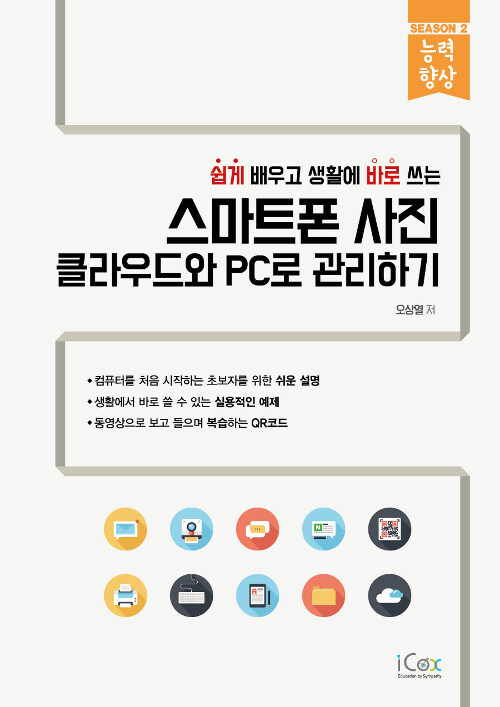 SEASON 2
능력
향상
쉽게 배우고 생활에 바로 쓰는
스마트폰 사진
클라우드와 PC로 관리하기
오상열 저
컴퓨터를 처음 시작하는 초보자를 위한 쉬운 설명
생활에서 바로 쓸 수 있는 실용적인 예제
동영상으로 보고 들으며 복습하는 QR코드
N
A
iCox
Education by Sympathy